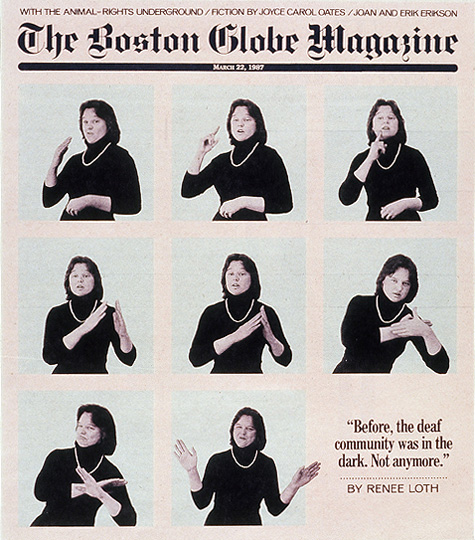 WITH THE ANIMAL-RIGHTS UNDERGROUND / FICTION BY JOYCE CAROL OATES / JOAN AND ERIK ERIKSON
The Boston Globe Magazine
MARCH 22, 1987
“Before, the deaf
community was in the
dark. Not anymore.”
BY RENEE LOTH